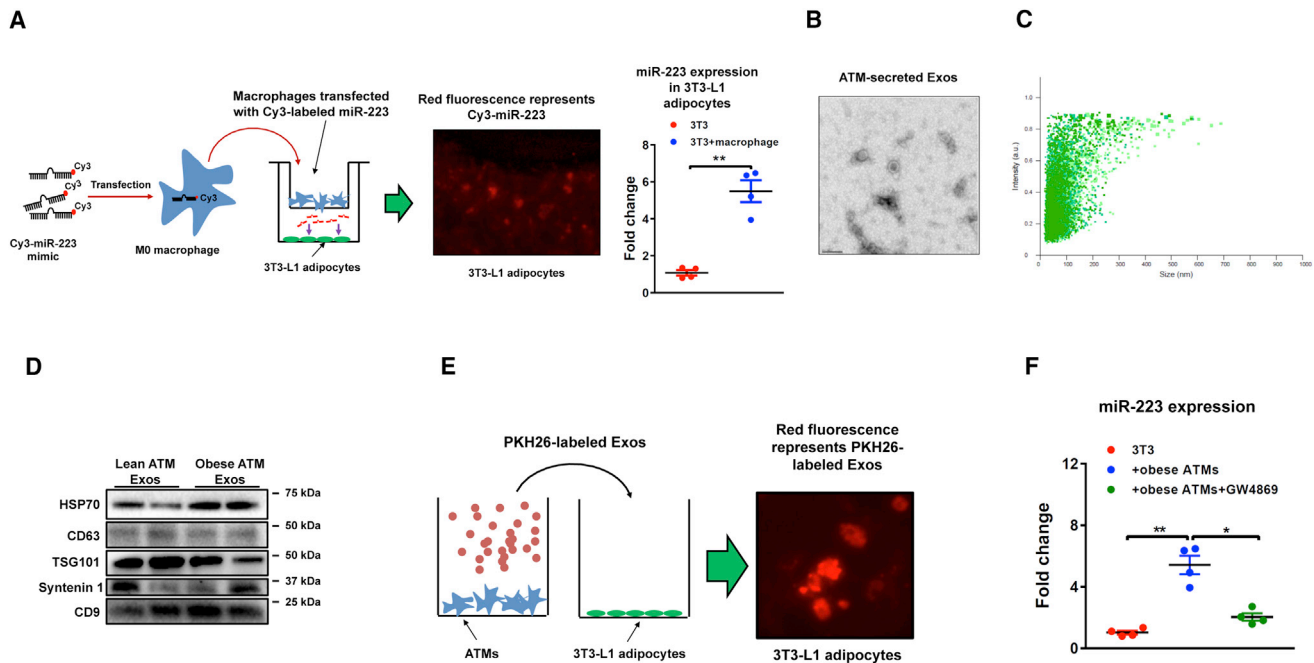 A
B
C
Macrophages transfected
with Cy3-labeled miR-223
Red fluorescence represents
Cy3-miR-223
miR-223 expression
in 3T3-L1
adipocytes
3T3
3T3+macrophage
**
Fold change
8
6
4
2
0
ATM-secreted Exos
Intensity (a.u.)
1.0
0.8
0.6
0.4
0.2
0.0
0
100
200
300
400
500
600
700
800
900
1000
Size (nm)
Cy3
Cy3
Cy3
Transfection
Cy3
Cy3-miR-223
mimic
M0 macrophage
3T3-L1 adipocytes
3T3-L1 adipocytes
D
E
F
Lean ATM
Exos
Obese ATM
Exos
HSP70
CD63
TSG101
Syntenin 1
CD9
75 kDa
50 kDa
50 kDa
37 kDa
25 kDa
PKH26-labeled Exos
ATMs
3T3-L1 adipocytes
Red fluorescence
represents PKH26-
labeled Exos
3T3-L1 adipocytes
miR-223 expression
3T3
+obese ATMs
+obese ATMs+GW4869
**
*
Fold change
12
8
4
0